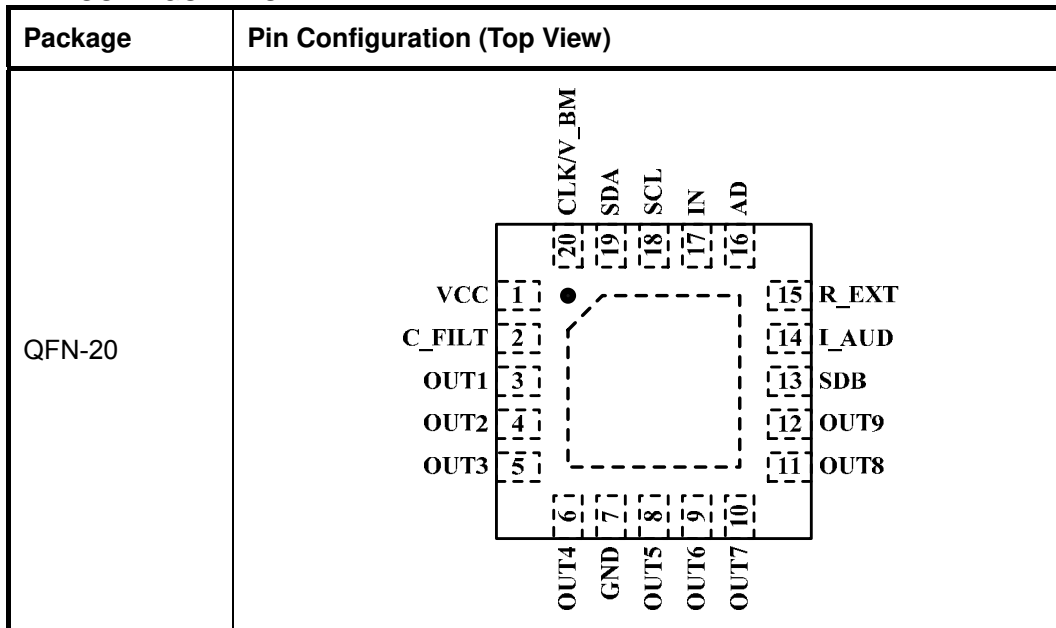 Package
Pin Configuration (Top View)
QFN-20
CLK/V_BM
SDA
SCL
IN
AD
20
19
18
17
16
VCC 1
15 R_EXT
C_FILT 2
14 I_AUD
OUT1 3
13 SDB
OUT2 4
12 OUT9
OUT3 5
11 OUT8
6
7
8
9
10
OUT4
GND
OUT5
OUT6
OUT7